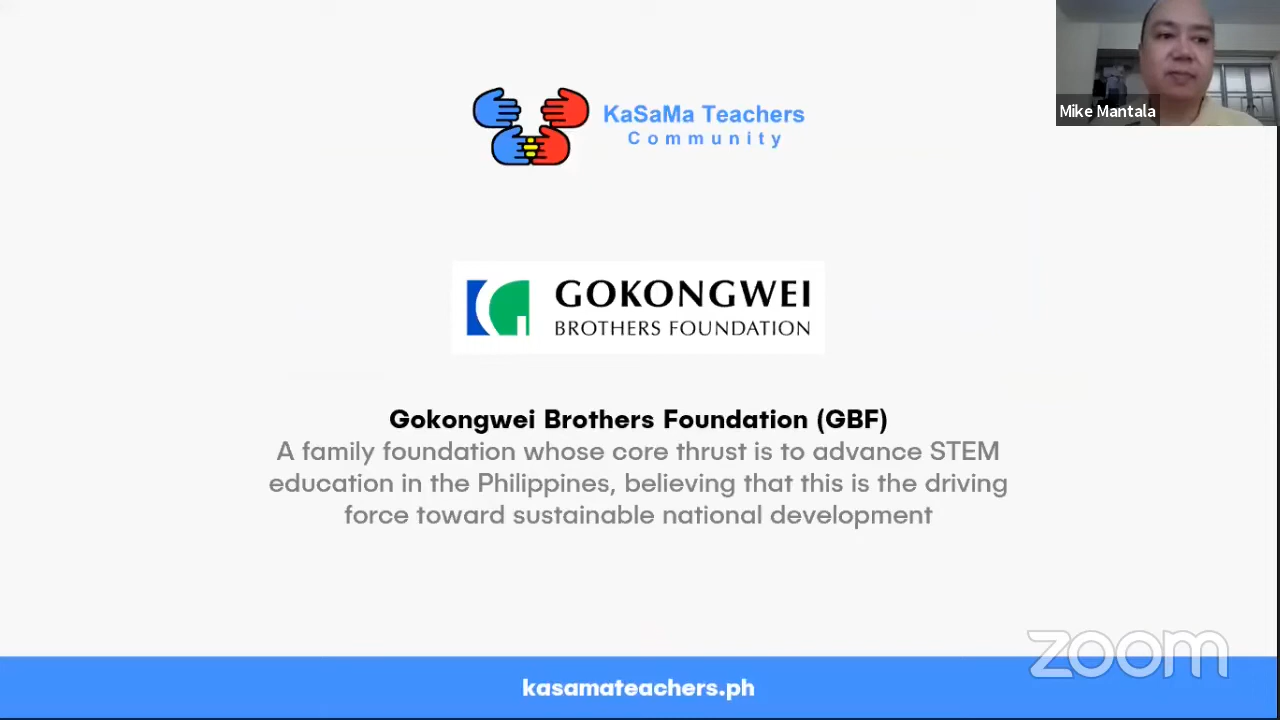 KaSaMa Teachers
Community
Mike Mantala
GOKONGWEI
BROTHERS FOUNDATION
Gokongwei Brothers Foundation (GBF)
A family foundation whose core thrust is to advance STEM
education in the Philippines, believing that this is the driving
force toward sustainable national development
zoom
kasamateachers.ph